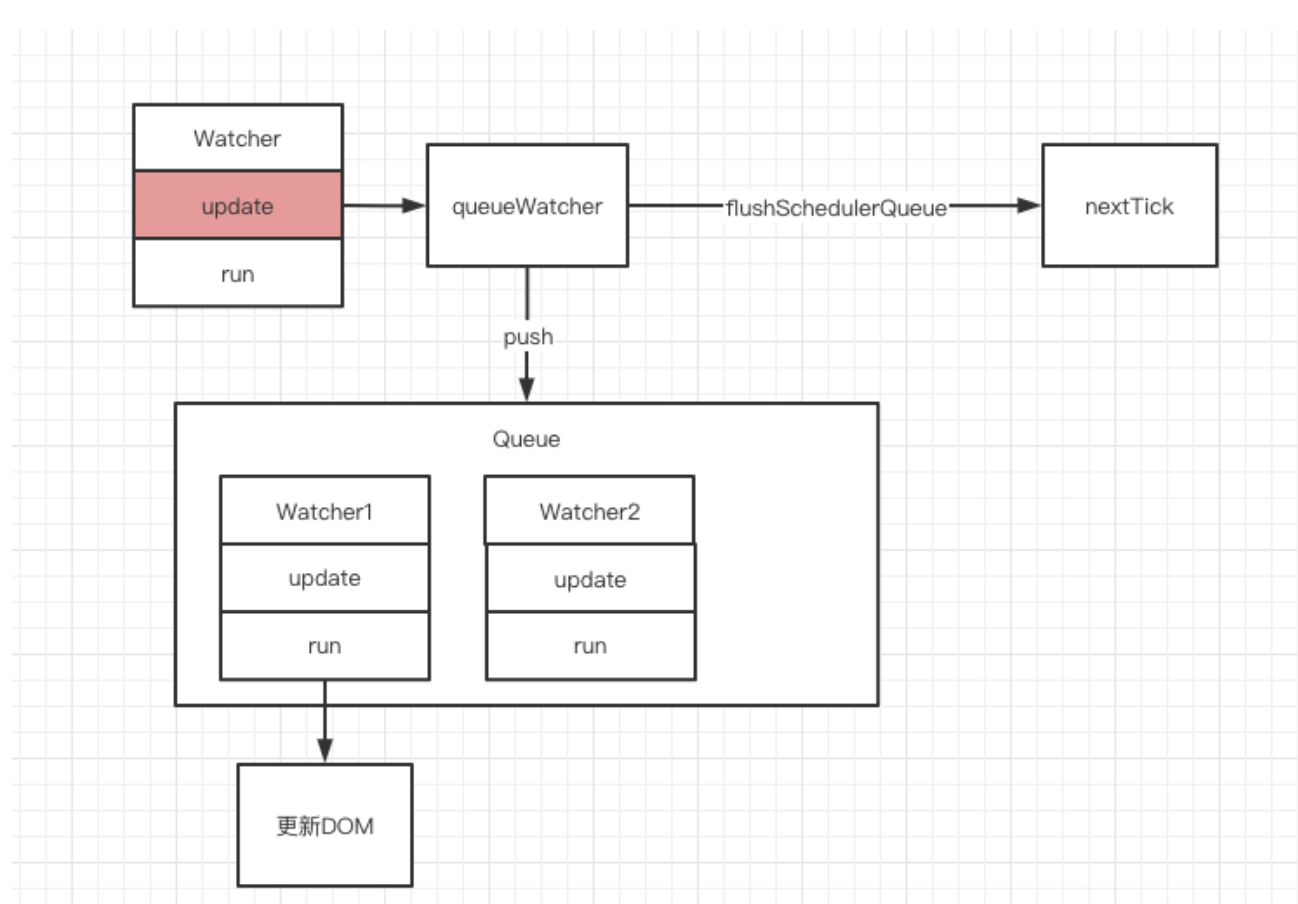 Watcher
update
run
queueWatcher
flushSchedulerQueue
nextTick
push
Queue
Watcher1
update
run
Watcher2
update
run
更新DOM